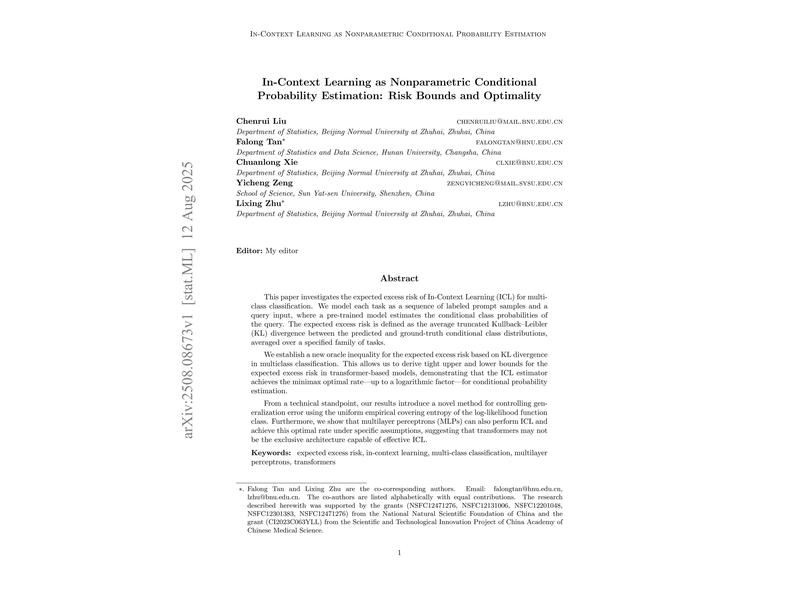 In-Context Learning as Nonparametric Conditional Probability Estimation
In-Context Learning as Nonparametric Conditional
Probability Estimation: Risk Bounds and Optimality
Chenrui Liu chenruiliu@mail.bnu.edu.cn
Department of Statistics, Beijing Normal University at Zhuhai, Zhuhai, China
Falong Tan* falongtan@hnu.edu.cn
Department of Statistics and Data Science, Hunan University, Changsha, China
Chuanlong Xie clxie@bnu.edu.cn
Department of Statistics, Beijing Normal University at Zhuhai, Zhuhai, China
Yicheng Zeng zengyicheng@mail.sysu.edu.cn
School of Science, Sun Yat-sen University, Shenzhen, China
Lixing Zhu* lzhu@bnu.edu.cn
Department of Statistics, Beijing Normal University at Zhuhai, Zhuhai, China
Editor: My editor
Abstract
This paper investigates the expected excess risk of In-Context Learning (ICL) for multi-
class classification. We model each task as a sequence of labeled prompt samples and a
query input, where a pre-trained model estimates the conditional class probabilities of
the query. The expected excess risk is defined as the average truncated Kullback–Leibler
(KL) divergence between the predicted and ground-truth conditional class distributions,
averaged over a specified family of tasks.
We establish a new oracle inequality for the expected excess risk based on KL divergence
in multiclass classification. This allows us to derive tight upper and lower bounds for the
expected excess risk in transformer-based models, demonstrating that the ICL estimator
achieves the minimax optimal rate—up to a logarithmic factor—for conditional probability
estimation.
From a technical standpoint, our results introduce a novel method for controlling gen-
eralization error using the uniform empirical covering entropy of the log-likelihood function
class. Furthermore, we show that multilayer perceptrons (MLPs) can also perform ICL and
achieve this optimal rate under specific assumptions, suggesting that transformers may not
be the exclusive architecture capable of effective ICL.
Keywords: expected excess risk, in-context learning, multi-class classification, multilayer
perceptrons, transformers
*. Falong Tan and Lixing Zhu are the co-corresponding authors. Email: falongtan@hnu.edu.cn,
lzhu@bnu.edu.cn. The co-authors are listed alphabetically with equal contributions. The research
described herewith was supported by the grants (NSFC12471276, NSFC12131006, NSFC12201048,
NSFC12301383, NSFC12471276) from the National Natural Scientific Foundation of China and the
grant (CI2023C063YLL) from the Scientific and Technological Innovation Project of China Academy of
Chinese Medical Science.
1
arXiv:2508.08673v1 [stat.ML] 12 Aug 2025